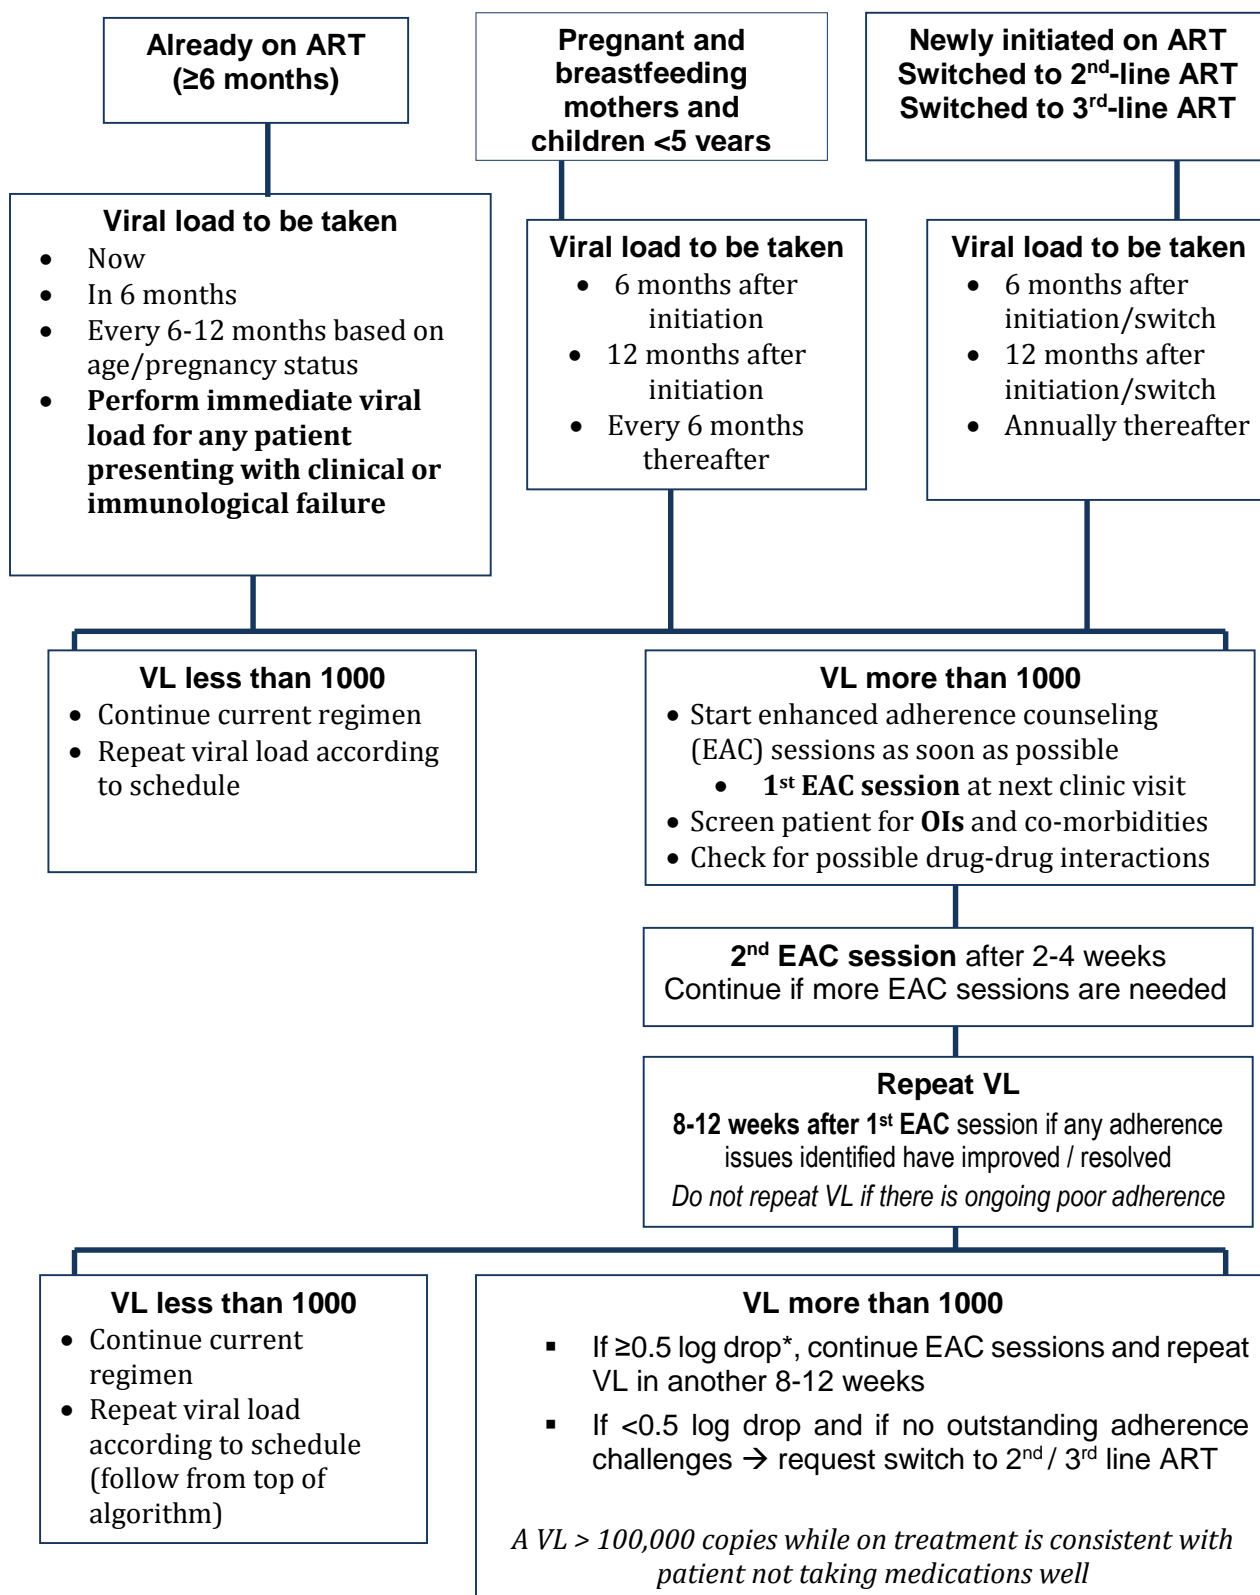 Already on ART
(≥6 months)
Pregnant and
breastfeeding
mothers and
children <5 years
Newly initiated on ART
Switched to 2nd-line ART
Switched to 3rd-line ART
Viral load to be taken
• Now
• In 6 months
• Every 6-12 months based on
age/pregnancy status
• Perform immediate viral
load for any patient
presenting with clinical or
immunological failure
Viral load to be taken
• 6 months after
initiation
• 12 months after
initiation
• Every 6 months
thereafter
Viral load to be taken
• 6 months after
initiation/switch
• 12 months after
initiation/switch
• Annually thereafter
VL less than 1000
• Continue current regimen
• Repeat viral load according
to schedule
VL more than 1000
• Start enhanced adherence counseling
(EAC) sessions as soon as possible
• 1st EAC session at next clinic visit
• Screen patient for OIs and co-morbidities
• Check for possible drug-drug interactions
2nd EAC session after 2-4 weeks
Continue if more EAC sessions are needed
Repeat VL
8-12 weeks after 1st EAC session if any adherence
issues identified have improved / resolved
Do not repeat VL if there is ongoing poor adherence
VL less than 1000
• Continue current
regimen
• Repeat viral load
according to schedule
(follow from top of
algorithm)
VL more than 1000
▪ If ≥0.5 log drop*, continue EAC sessions and repeat
VL in another 8-12 weeks
▪ If <0.5 log drop and if no outstanding adherence
challenges → request switch to 2nd / 3rd line ART
A VL > 100,000 copies while on treatment is consistent with
patient not taking medications well